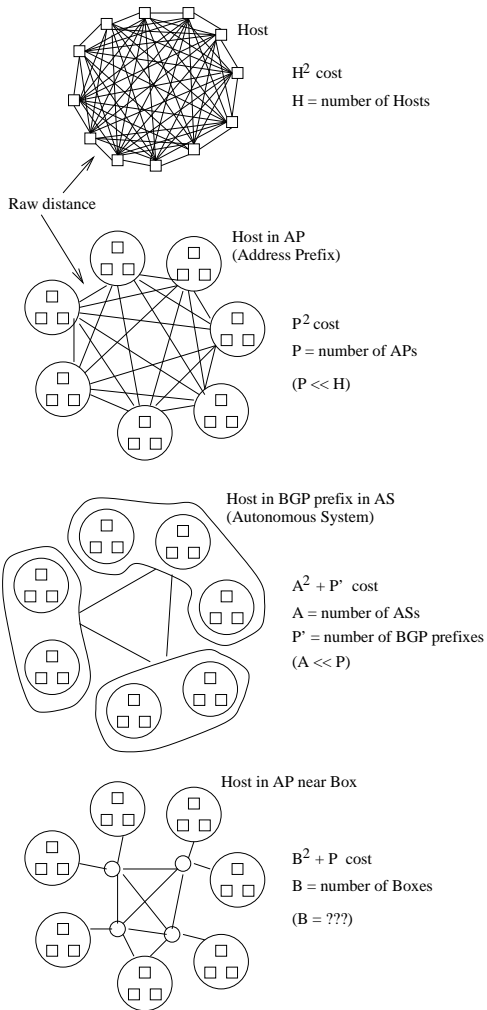 Host
H² cost
H = number of Hosts
Raw distance
Host in AP
(Address Prefix)
P² cost
P = number of APs
(P << H)
Host in BGP prefix in AS
(Autonomous System)
A² + P' cost
A = number of ASs
P' = number of BGP prefixes
(A << P)
Host in AP near Box
B² + P cost
B = number of Boxes
(B = ???)